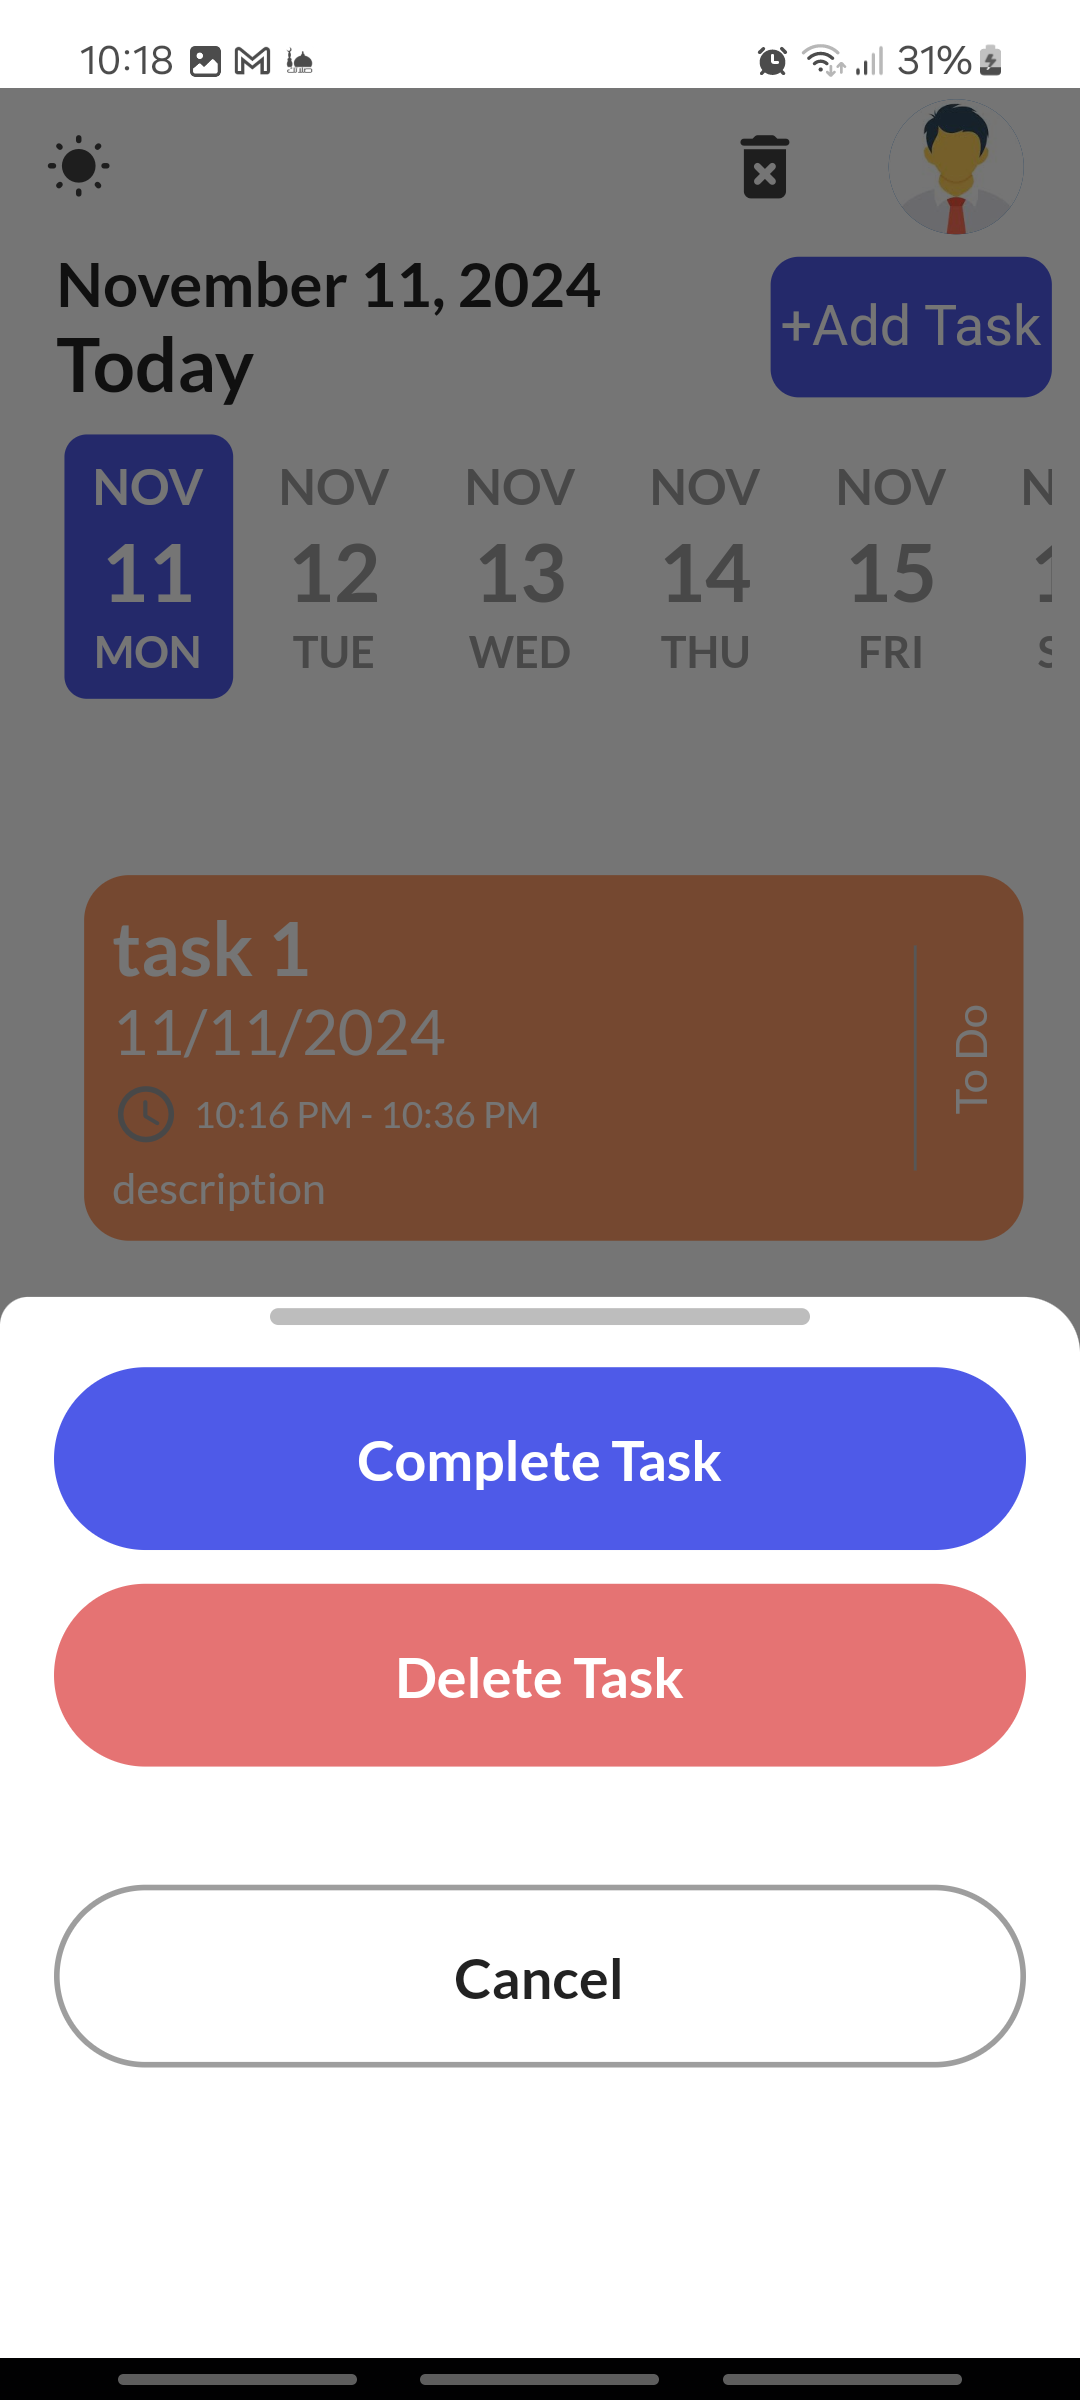 10:18 31%
November 11, 2024
Today
+Add Task
NOV NOV NOV NOV NOV
11 12 13 14 15
MON TUE WED THU FRI
task 1
11/11/2024
10:16 PM - 10:36 PM
description
To Do
Complete Task
Delete Task
Cancel